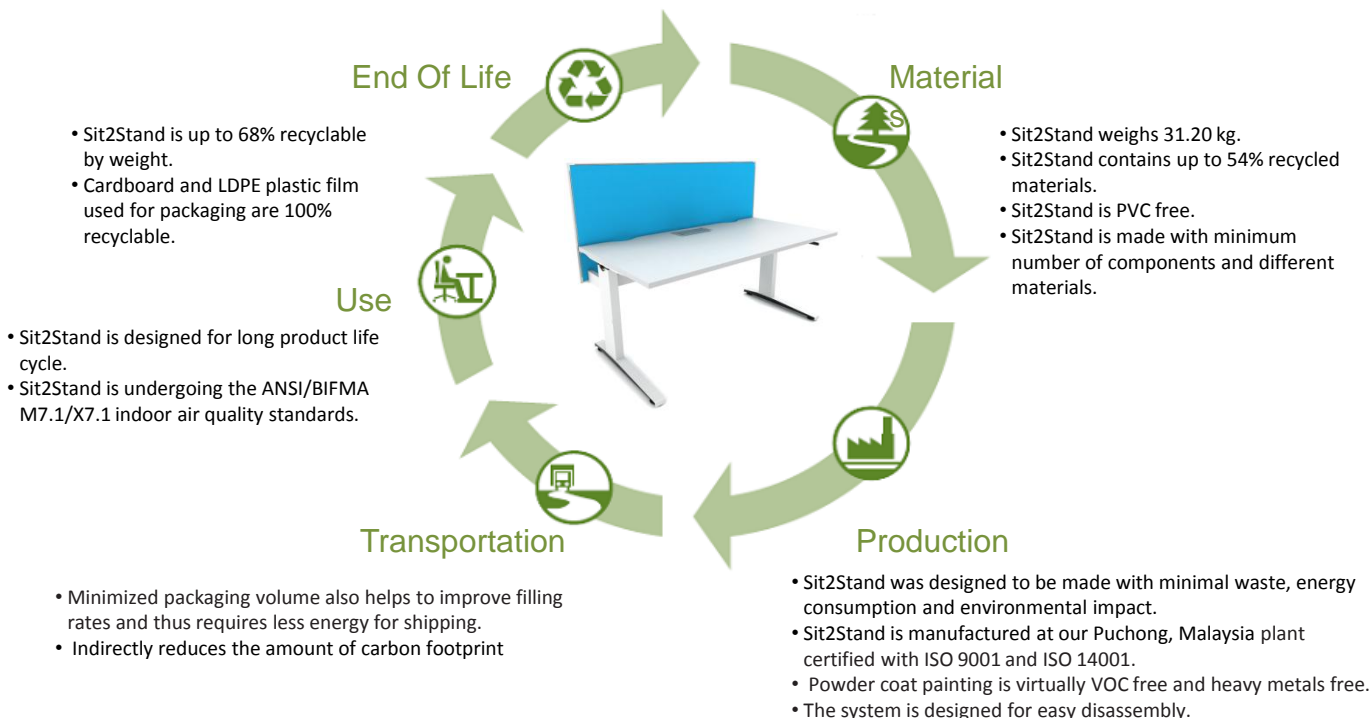 End Of Life
• Sit2Stand is up to 68% recyclable
by weight.
• Cardboard and LDPE plastic film
used for packaging are 100%
recyclable.
Material
S
• Sit2Stand weighs 31.20 kg.
• Sit2Stand contains up to 54% recycled
materials.
• Sit2Stand is PVC free.
• Sit2Stand is made with minimum
number of components and different
materials.
Use
• Sit2Stand is designed for long product life
cycle.
• Sit2Stand is undergoing the ANSI/BIFMA
M7.1/X7.1 indoor air quality standards.
Transportation
• Minimized packaging volume also helps to improve filling
rates and thus requires less energy for shipping.
• Indirectly reduces the amount of carbon footprint
Production
• Sit2Stand was designed to be made with minimal waste, energy
consumption and environmental impact.
• Sit2Stand is manufactured at our Puchong, Malaysia plant
certified with ISO 9001 and ISO 14001.
• Powder coat painting is virtually VOC free and heavy metals free.
• The system is designed for easy disassembly.